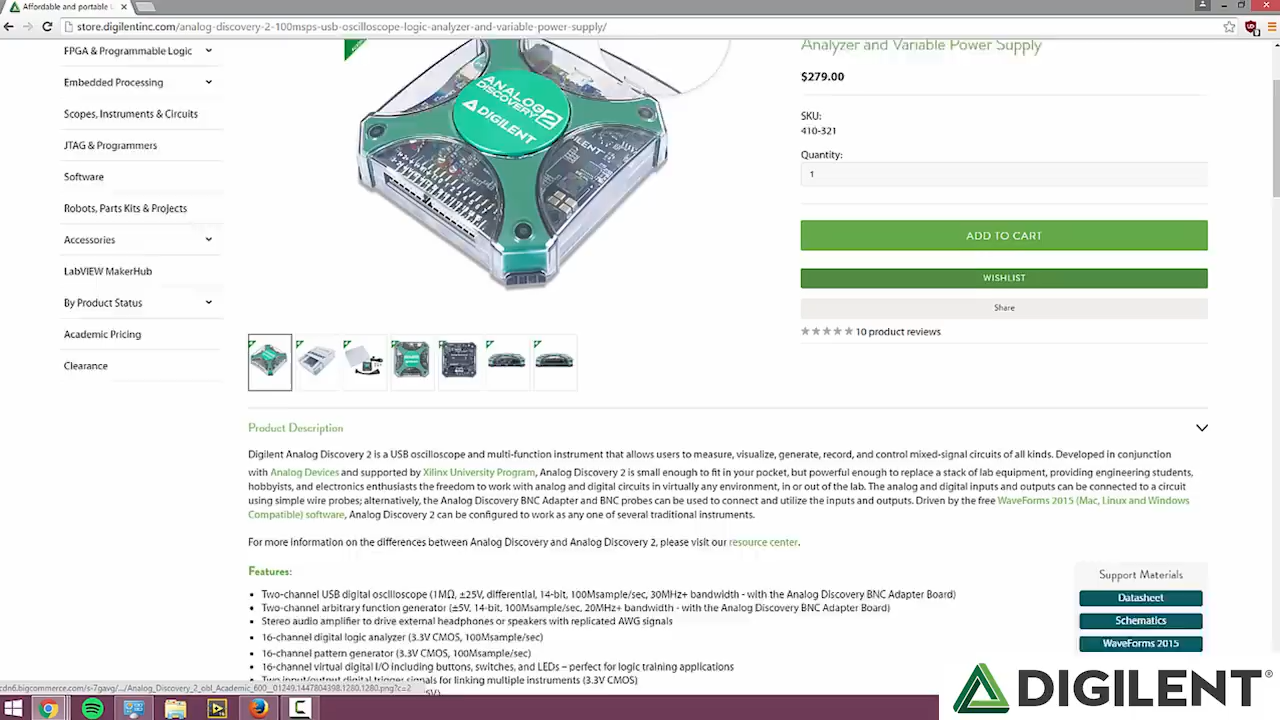 Affordable and portable
store.digilentinc.com/analog-discovery-2-100msps-usb-oscilloscope-logic-analyzer-and-variable-power-supply/
FPGA & Programmable Logic
Embedded Processing
Scopes, Instruments & Circuits
JTAG & Programmers
Software
Robots, Parts Kits & Projects
Accessories
LabVIEW MakerHub
By Product Status
Academic Pricing
Clearance
ANALOG
DISCOVERY 2
DIGILENT
DIGILENT
Analyzer and Variable Power Supply
$279.00
SKU:
410-321
Quantity:
1
ADD TO CART
WISHLIST
Share
10 product reviews
Product Description
Digilent Analog Discovery 2 is a USB oscilloscope and multi-function instrument that allows users to measure, visualize, generate, record, and control mixed-signal circuits of all kinds. Developed in conjunction
with Analog Devices and supported by Xilinx University Program, Analog Discovery 2 is small enough to fit in your pocket, but powerful enough to replace a stack of lab equipment, providing engineering students,
hobbyists, and electronics enthusiasts the freedom to work with analog and digital circuits in virtually any environment, in or out of the lab. The analog and digital inputs and outputs can be connected to a circuit
using simple wire probes; alternatively, the Analog Discovery BNC Adapter and BNC probes can be used to connect and utilize the inputs and outputs. Driven by the free WaveForms 2015 (Mac, Linux and Windows
Compatible) software, Analog Discovery 2 can be configured to work as any one of several traditional instruments.
For more information on the differences between Analog Discovery and Analog Discovery 2, please visit our resource center.
Features:
• Two-channel USB digital oscilloscope (1MΩ, ±25V, differential, 14-bit, 100Msample/sec, 30MHz+ bandwidth - with the Analog Discovery BNC Adapter Board)
• Two-channel arbitrary function generator (±5V, 14-bit, 100Msample/sec, 20MHz+ bandwidth - with the Analog Discovery BNC Adapter Board)
• Stereo audio amplifier to drive external headphones or speakers with replicated AWG signals
• 16-channel digital logic analyzer (3.3V CMOS, 100Msample/sec)
• 16-channel pattern generator (3.3V CMOS, 100Msample/sec)
• 16-channel virtual digital I/O including buttons, switches, and LEDs – perfect for logic training applications
• Two input/output digital trigger signals for linking multiple instruments (3.3V CMOS)
Support Materials
Datasheet
Schematics
WaveForms 2015
cdn6.bigcommerce.com/s-7gavg/.../Analog_Discovery_2_obl_Academic_600__01249.1447804398.1280.1280.png?c=2
DIGILENT®